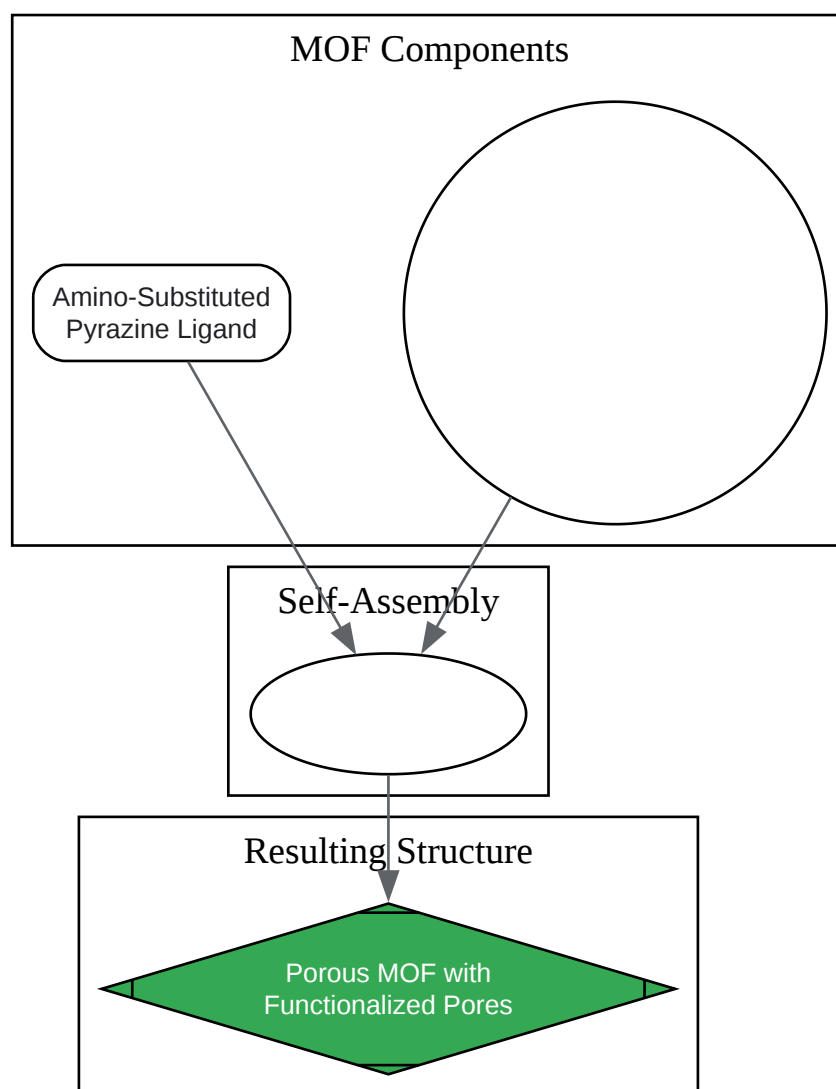 MOF Components
Amino-Substituted
Pyrazine Ligand
Self-Assembly
Resulting Structure
Porous MOF with
Functionalized Pores